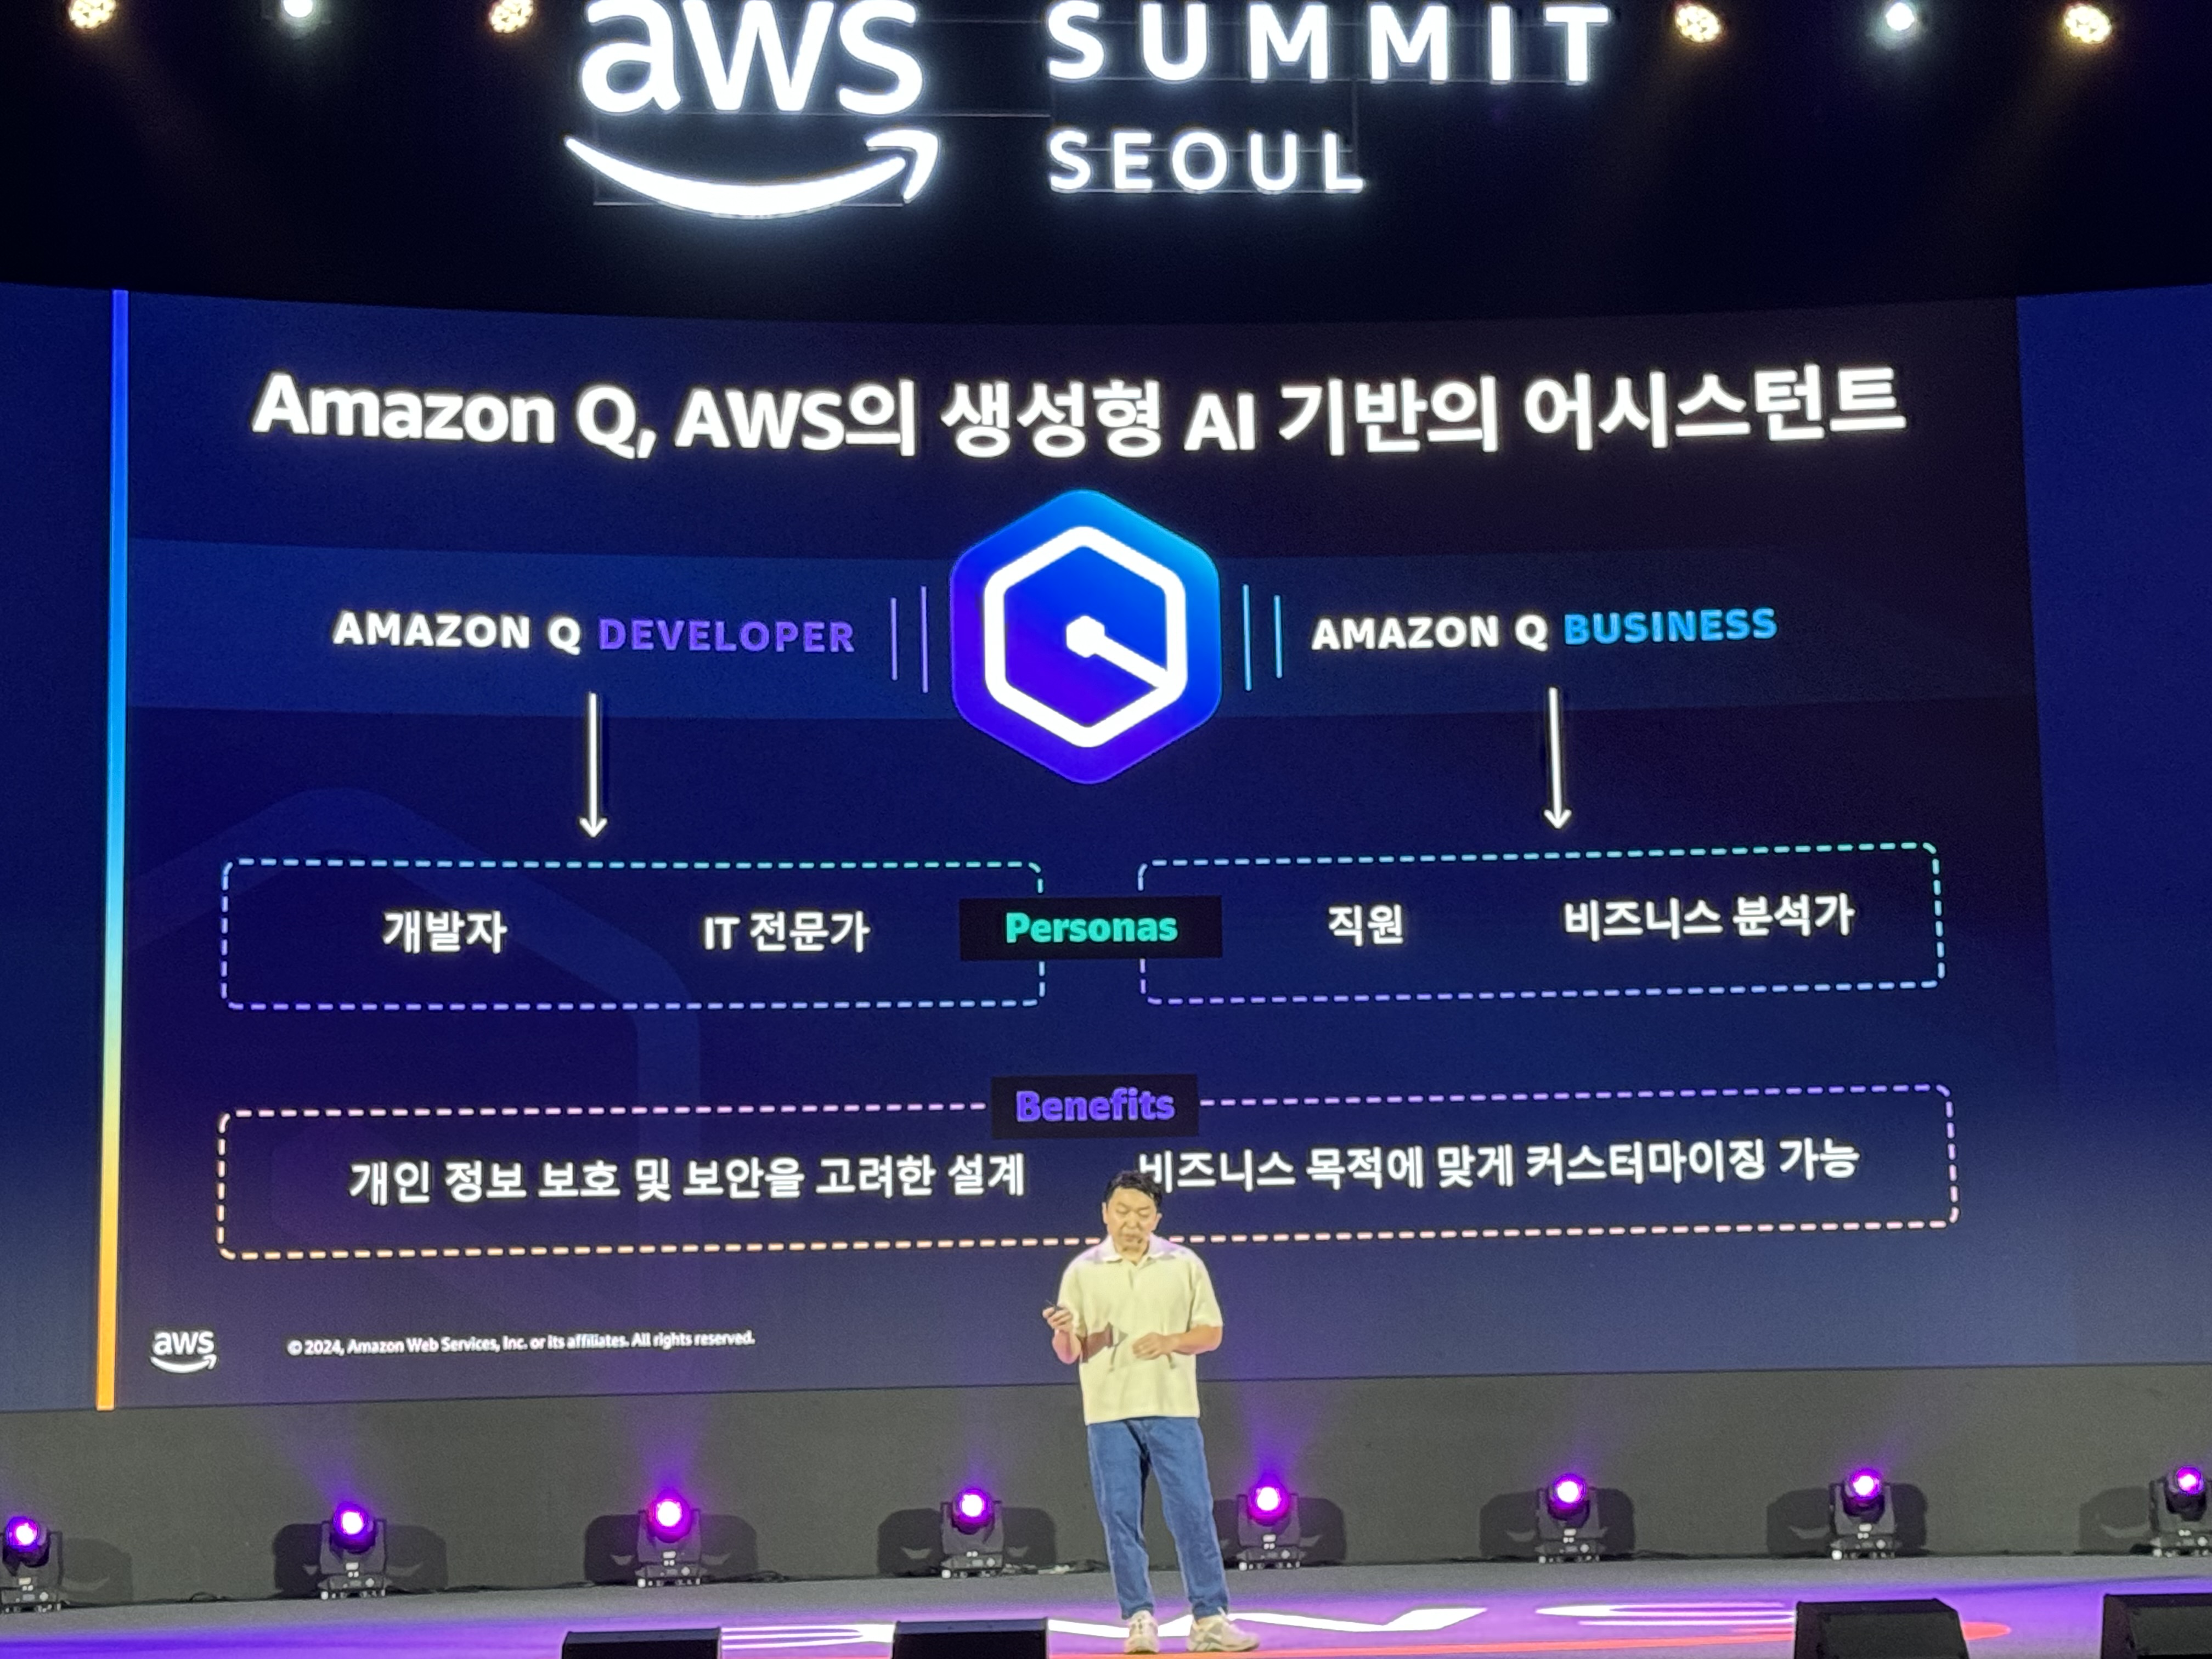 aws SUMMIT
SEOUL
Amazon Q, AWS의 생성형 AI 기반의 어시스턴트
AMAZON Q DEVELOPER
AMAZON Q BUSINESS
개발자
IT 전문가
Personas
직원
비즈니스 분석가
Benefits
개인 정보 보호 및 보안을 고려한 설계
비즈니스 목적에 맞게 커스터마이징 가능
aws
© 2024, Amazon Web Services, Inc. or its affiliates. All rights reserved.